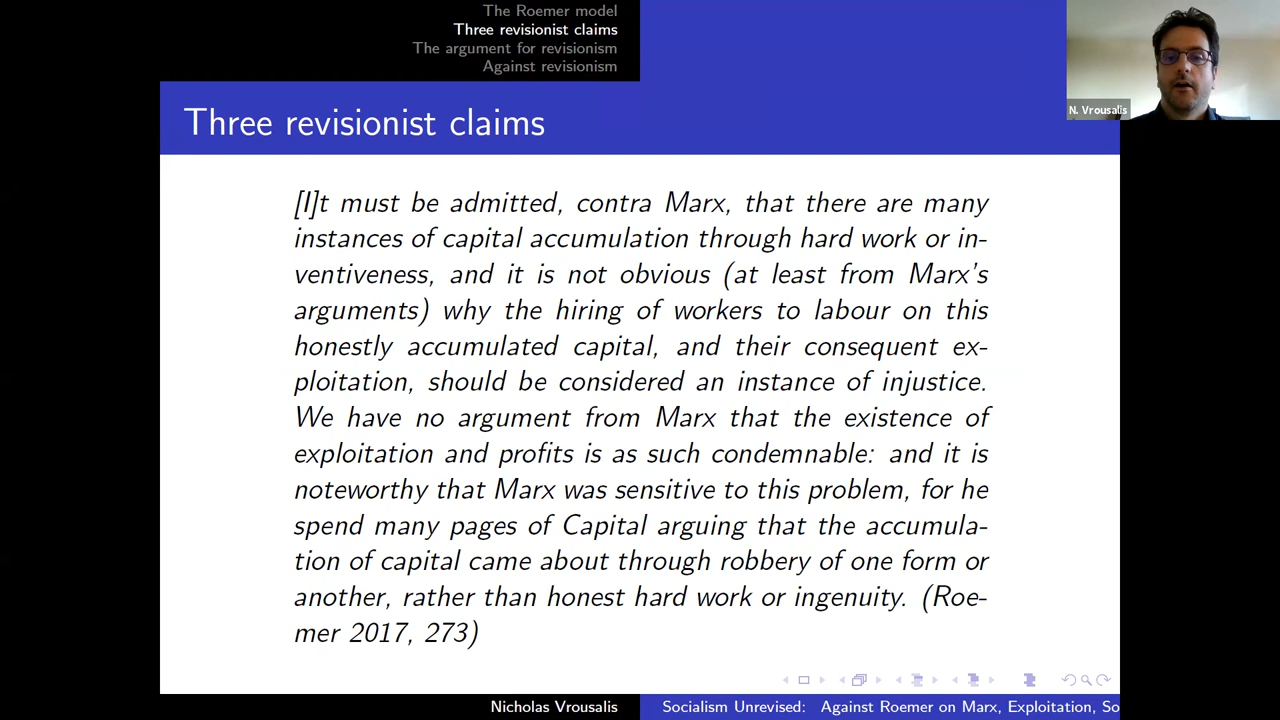 The Roemer model
Three revisionist claims
The argument for revisionism
Against revisionism
N. Vrousalis
Three revisionist claims
[I]t must be admitted, contra Marx, that there are many
instances of capital accumulation through hard work or in-
ventiveness, and it is not obvious (at least from Marx's
arguments) why the hiring of workers to labour on this
honestly accumulated capital, and their consequent ex-
ploitation, should be considered an instance of injustice.
We have no argument from Marx that the existence of
exploitation and profits is as such condemnable: and it is
noteworthy that Marx was sensitive to this problem, for he
spend many pages of Capital arguing that the accumula-
tion of capital came about through robbery of one form or
another, rather than honest hard work or ingenuity. (Roe-
mer 2017, 273)
Nicholas Vrousalis
Socialism Unrevised: Against Roemer on Marx, Exploitation, So